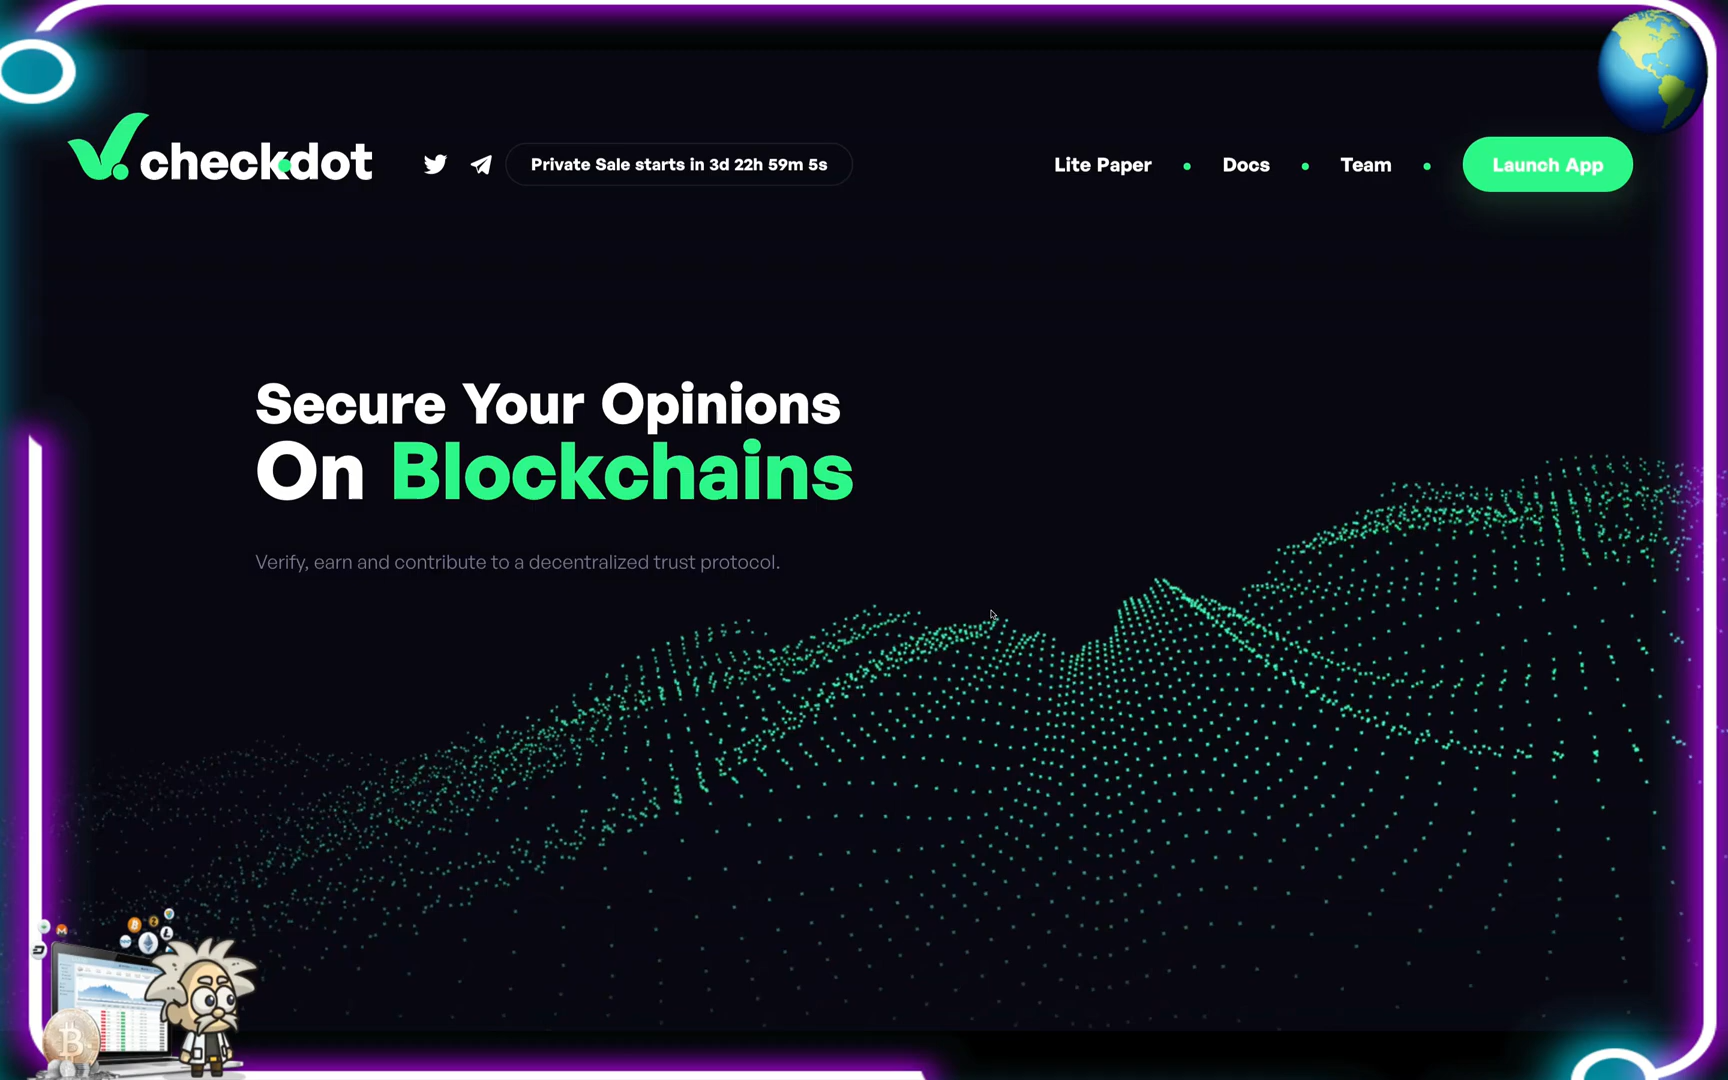 checkdot
Private Sale starts in 3d 22h 59m 5s
Lite Paper
Docs
Team
Launch App
Secure Your Opinions
On Blockchains
Verify, earn and contribute to a decentralized trust protocol.